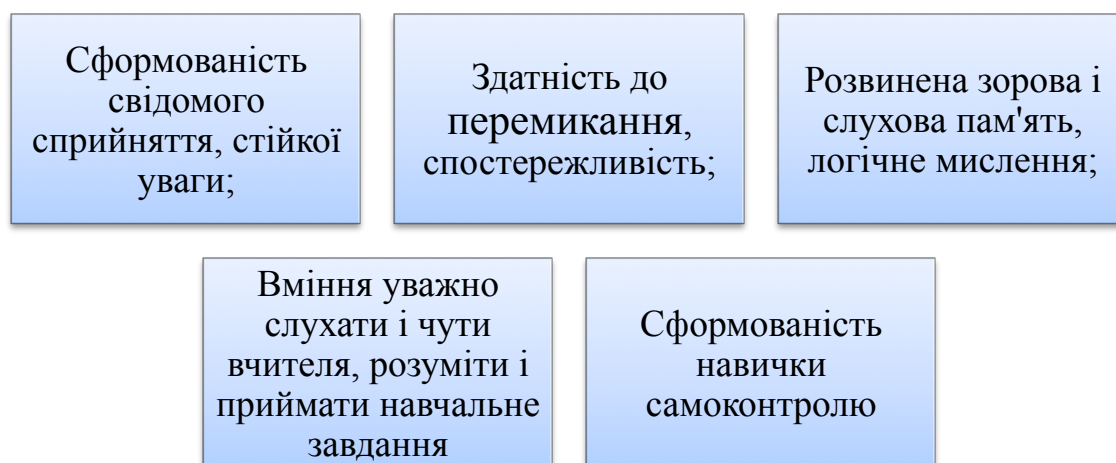 Сформованість
свідомого
сприйняття, стійкої
уваги;
Здатність до
перемикання,
спостережливість;
Розвинена зорова і
слухова пам'ять,
логічне мислення;
Вміння уважно
слухати і чути
вчителя, розуміти і
приймати навчальне
завдання
Сформованість
навички
самоконтролю